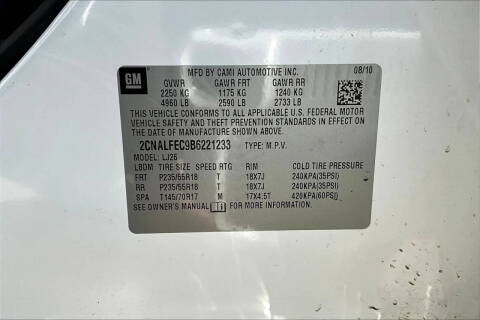 GM
MFD BY CAMI AUTOMOTIVE INC. 08/10
GVWR GAWR FRT GAWR RR
2250 KG 1175 KG 1240 KG
4960 LB 2590 LB 2733 LB
THIS VEHICLE CONFORMS TO ALL APPLICABLE U.S. FEDERAL MOTOR
VEHICLE SAFETY AND THEFT PREVENTION STANDARDS IN EFFECT ON
THE DATE OF MANUFACTURE SHOWN ABOVE.
2CNALFEC9B6221233 TYPE: M.P.V.
MODEL: LJ26
LBDM TIRE SIZE SPEED RTG RIM COLD TIRE PRESSURE
FRT P235/55R18 T 18X7J 240KPA(35PSI)
RR P235/55R18 T 18X7J 240KPA(35PSI)
SPA T145/70R17 M 17X4.5T 420KPA(60PSI)
SEE OWNER'S MANUAL i FOR MORE INFORMATION.